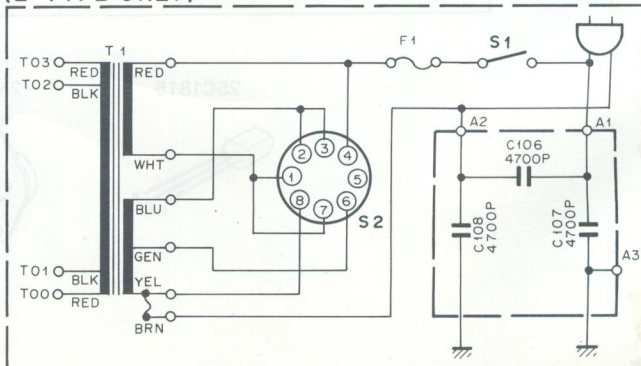 T1
F1
S1
T03
RED
RED
T02
BLK
A2
A1
C106
4700P
2
3
4
1
5
WHT
8
7
6
S2
BLU
C108
4700P
C107
4700P
GEN
A3
T01
BLK
YEL
T00
RED
BRN